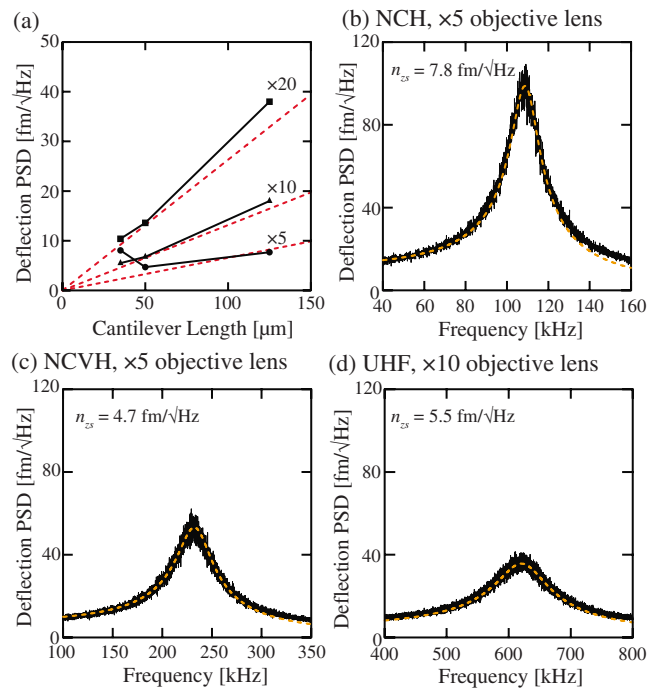 (a)
50
40
30
20
10
0
0
50
100
150
Deflection PSD [fm/√Hz]
Cantilever Length [μm]
×20
×10
×5
(b) NCH, ×5 objective lens
n_zs = 7.8 fm/√Hz
120
80
40
0
40
60
80
100
120
140
160
Deflection PSD [fm/√Hz]
Frequency [kHz]
(c) NCVH, ×5 objective lens
n_zs = 4.7 fm/√Hz
120
80
40
0
100
150
200
250
300
350
Deflection PSD [fm/√Hz]
Frequency [kHz]
(d) UHF, ×10 objective lens
n_zs = 5.5 fm/√Hz
120
80
40
0
400
500
600
700
800
Deflection PSD [fm/√Hz]
Frequency [kHz]